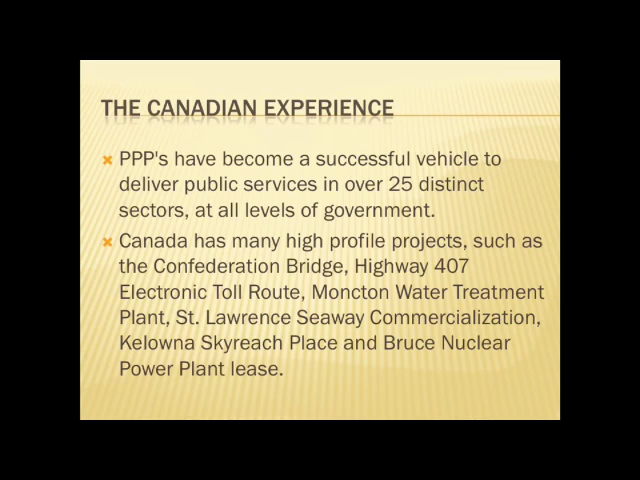 THE CANADIAN EXPERIENCE
PPP's have become a successful vehicle to
deliver public services in over 25 distinct
sectors, at all levels of government.
Canada has many high profile projects, such as
the Confederation Bridge, Highway 407
Electronic Toll Route, Moncton Water Treatment
Plant, St. Lawrence Seaway Commercialization,
Kelowna Skyreach Place and Bruce Nuclear
Power Plant lease.